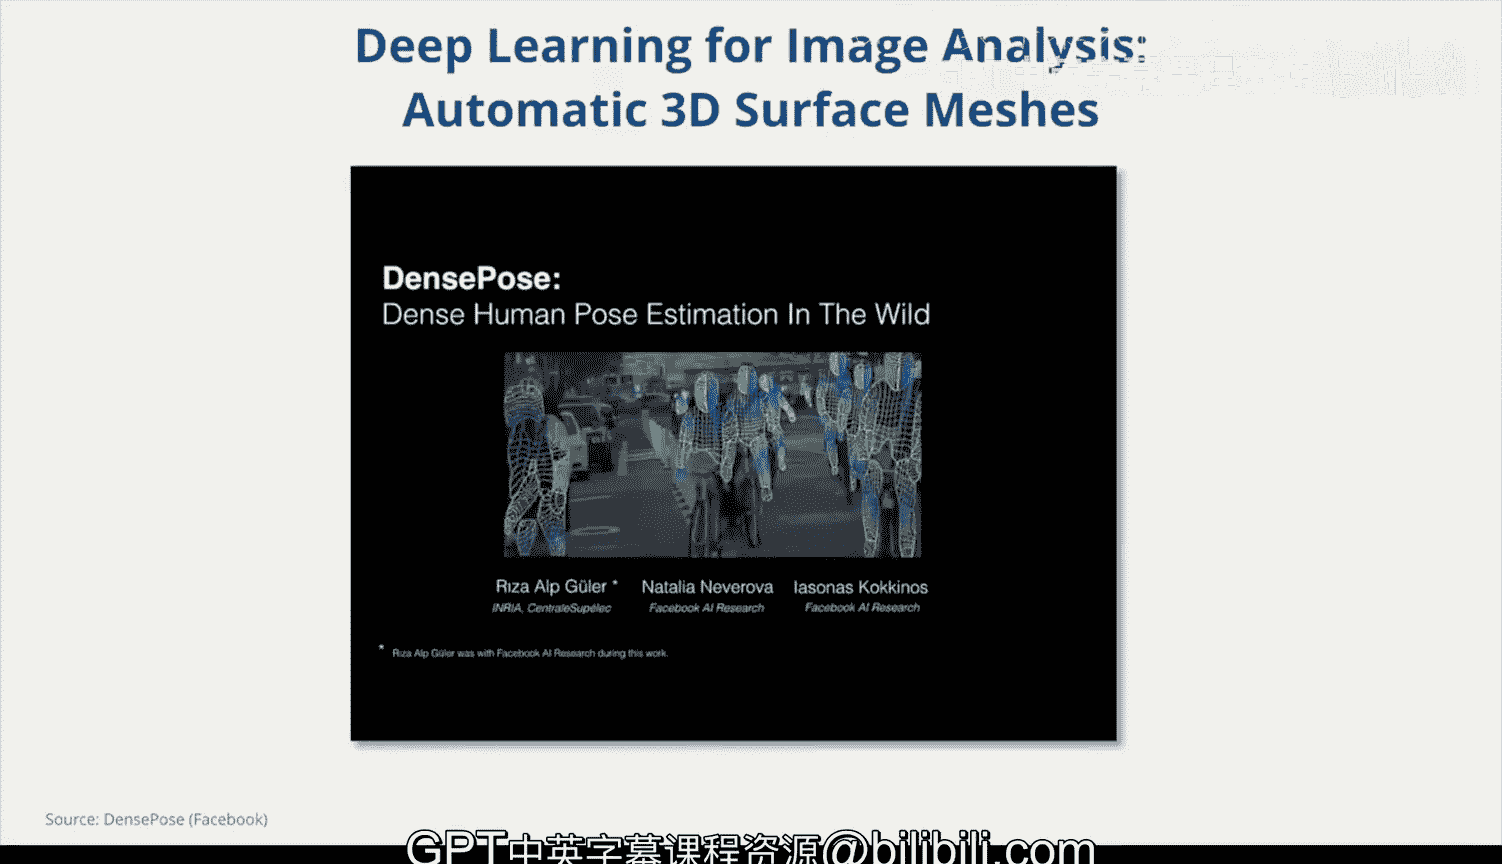 Deep Learning for Image Analysis:
Automatic 3D Surface Meshes
DensePose:
Dense Human Pose Estimation In The Wild
Rıza Alp Güler * Natalia Neverova Iasonas Kokkinos
INRIA, CentraleSupélec Facebook AI Research Facebook AI Research
* Rıza Alp Güler was with Facebook AI Research during this work.
Source: DensePose (Facebook)
GPT中英字幕课程资源@bilibili.com